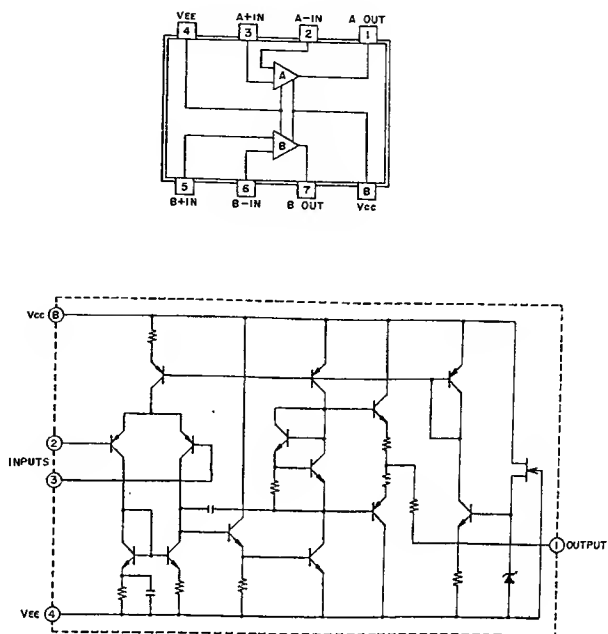 VEE A+IN A-IN A OUT
4 3 2 1
A
B
5 6 7 8
B+IN B-IN B OUT VCC
VCC 8
2
INPUTS
3
1 OUTPUT
VEE 4